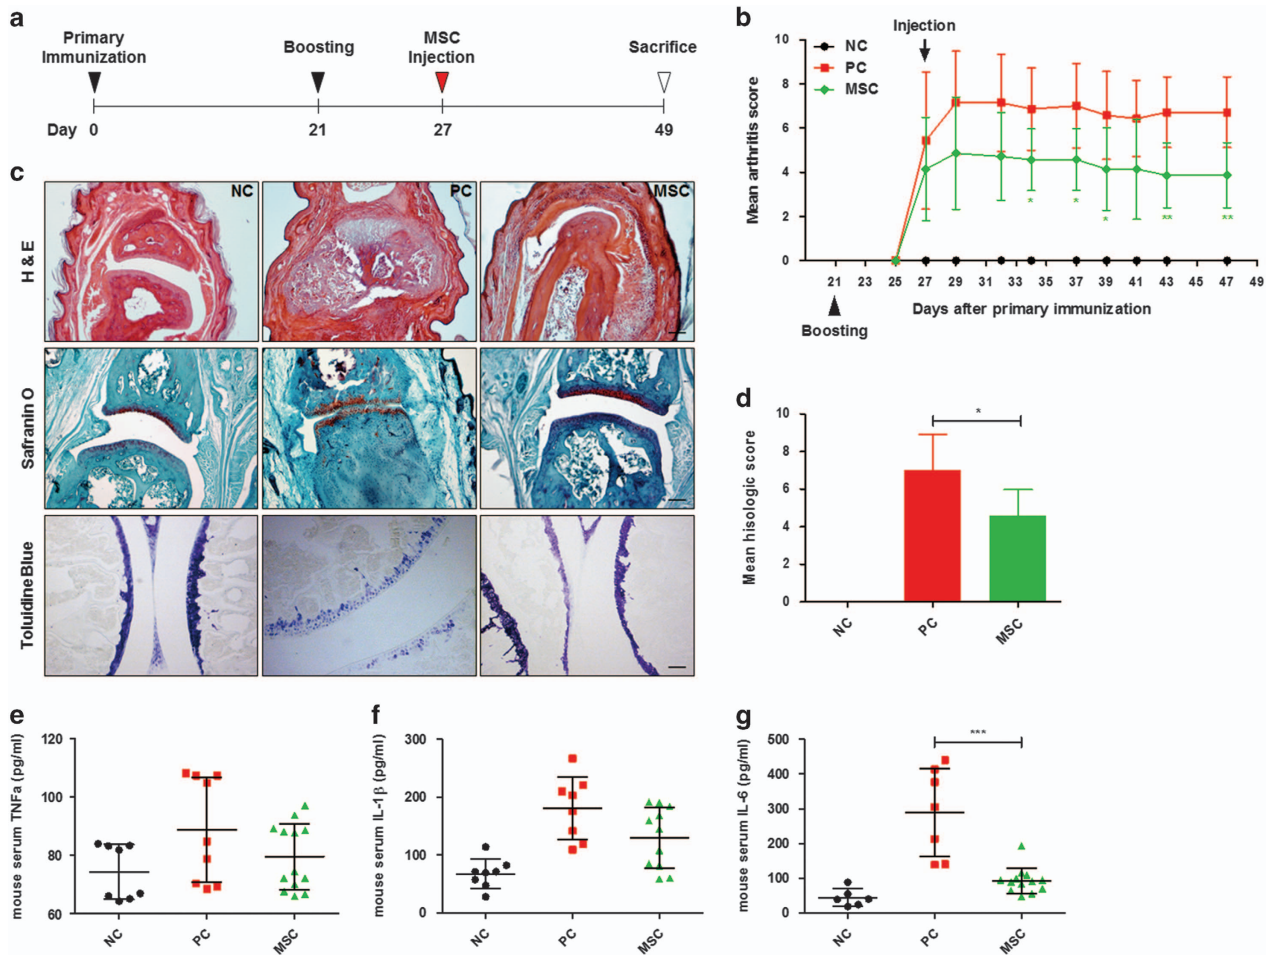 a
Primary
Immunization
Boosting
MSC
Injection
Sacrifice
Day 0 21 27 49
b
Injection
NC
PC
MSC
Mean arthritis score
10
8
6
4
2
0
* * * ** **
21 23 25 27 29 31 33 35 37 39 41 43 45 47 49
Days after primary immunization
Boosting
c
NC PC MSC
H & E
Safranin O
Toluidine Blue
d
Mean hisologic score
10
8
6
4
2
0
*
NC PC MSC
e
mouse serum TNFa (pg/ml)
120
100
80
60
NC PC MSC
f
mouse serum IL-1β (pg/ml)
300
200
100
0
NC PC MSC
g
mouse serum IL-6 (pg/ml)
500
400
300
200
100
0
***
NC PC MSC